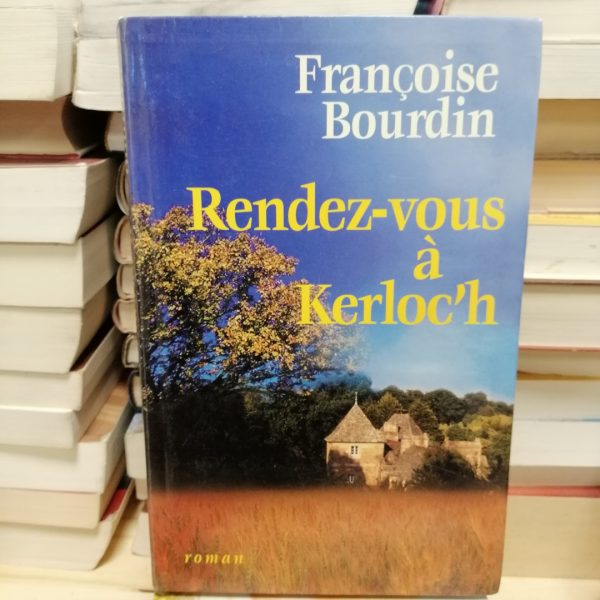 Françoise
Bourdin
Rendez-vous
à
Kerloc'h
roman